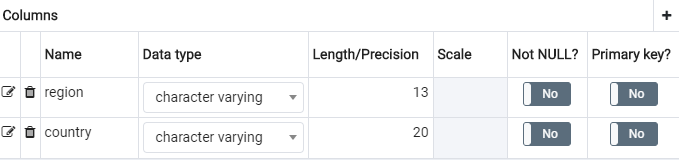 Columns +
Name Data type Length/Precision Scale Not NULL? Primary key?
region character varying 13 No No
country character varying 20 No No